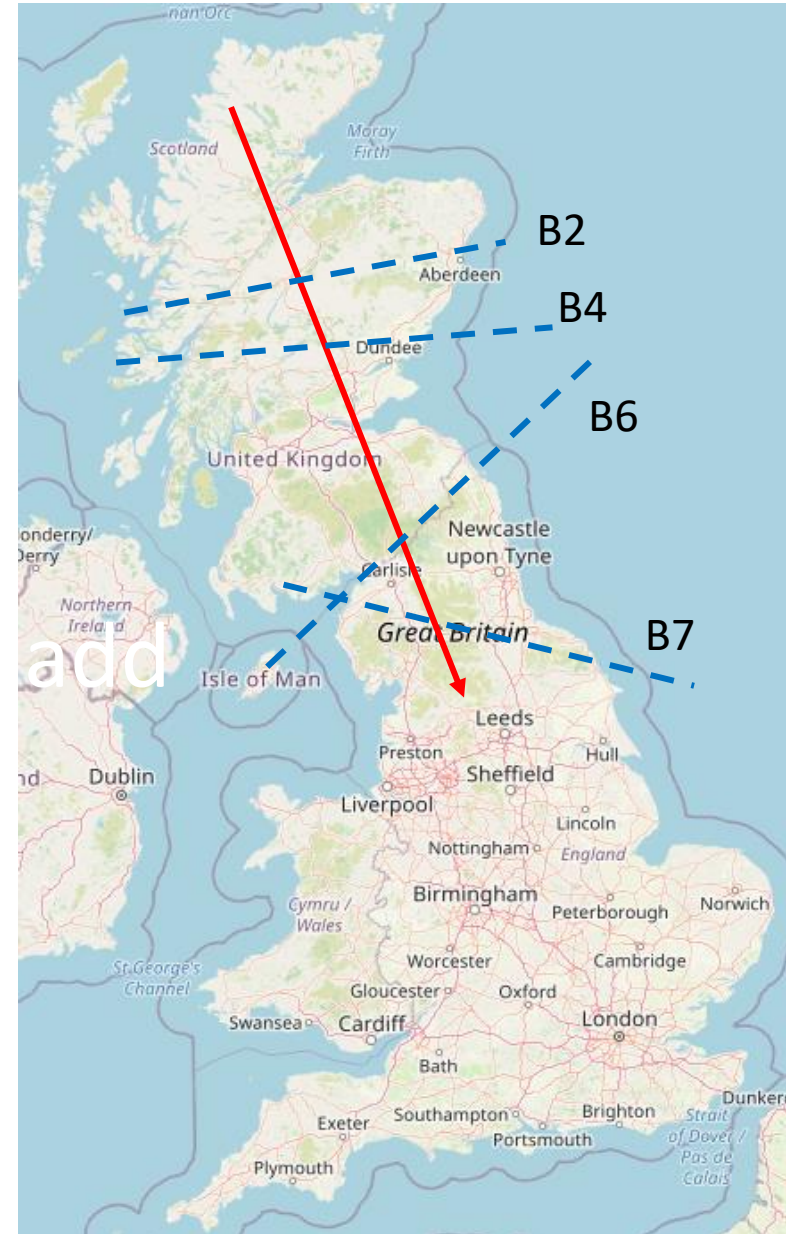 nan Orc
Moray
Firth
Scotland
B2
Aberdeen
B4
Dundee
B6
United Kingdom
Newcastle
upon Tyne
onderry/
Derry
Carlisle
Northern
Ireland
Great Britain
B7
add
Isle of Man
Leeds
Preston
Hull
nd
Dublin
Sheffield
Liverpool
Lincoln
Nottingham
England
Birmingham
Norwich
Cymru /
Wales
Peterborough
Worcester
Cambridge
St George's
Channel
Gloucester
Oxford
Swansea
Cardiff
London
Bath
Dunker
Southampton
Brighton
Strait
of Dover /
Pas de
Calais
Exeter
Portsmouth
Plymouth